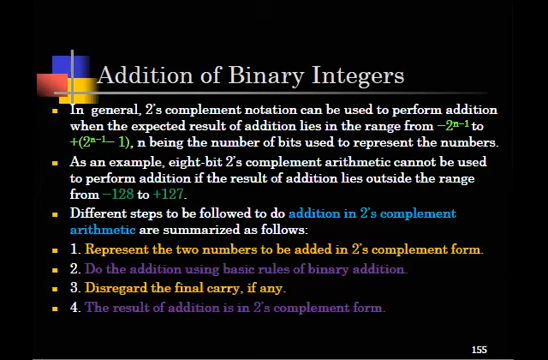 Addition of Binary Integers
In general, 2's complement notation can be used to perform addition
when the expected result of addition lies in the range from −2ⁿ⁻¹ to
+(2ⁿ⁻¹− 1), n being the number of bits used to represent the numbers.
As an example, eight-bit 2's complement arithmetic cannot be used
to perform addition if the result of addition lies outside the range
from −128 to +127.
Different steps to be followed to do addition in 2's complement
arithmetic are summarized as follows:
1. Represent the two numbers to be added in 2's complement form.
2. Do the addition using basic rules of binary addition.
3. Disregard the final carry, if any.
4. The result of addition is in 2's complement form.
155